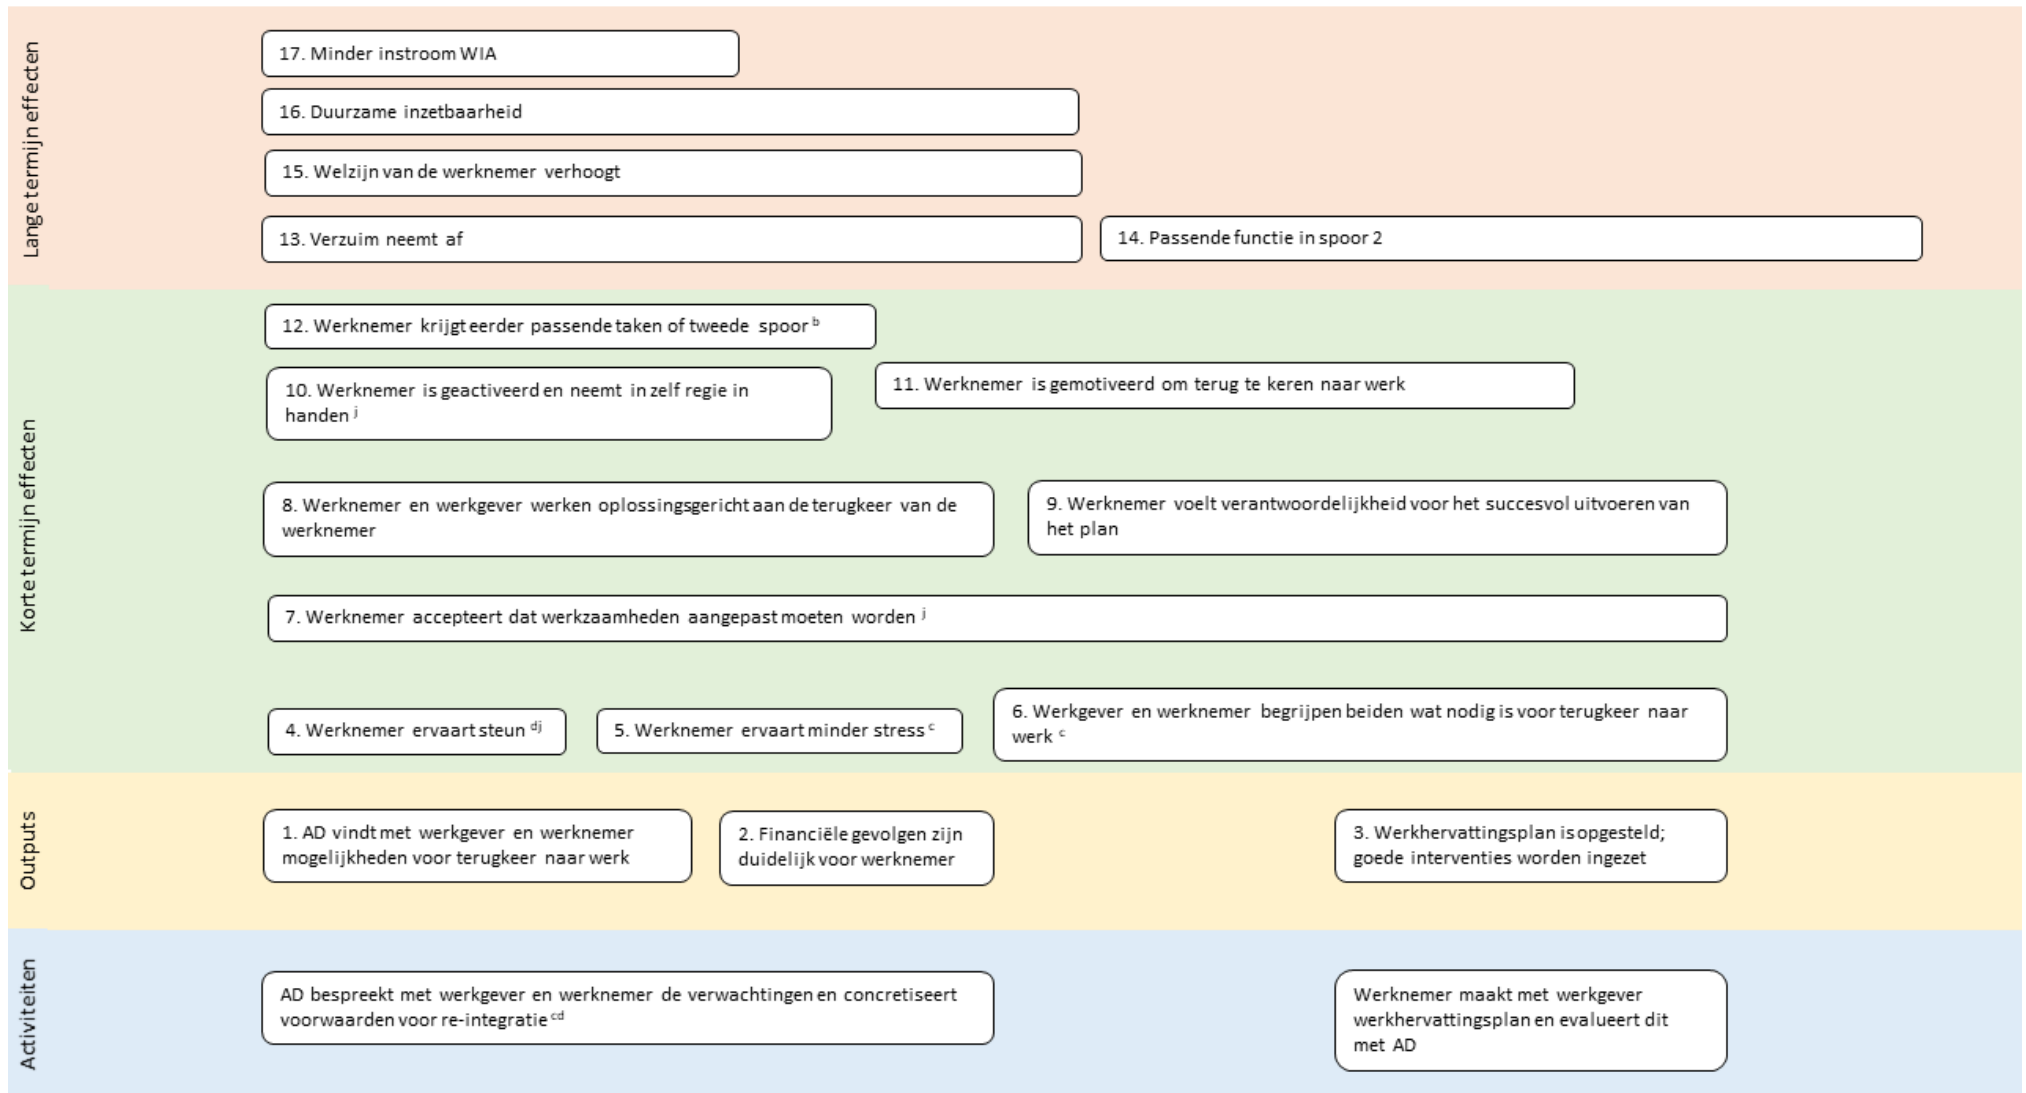 Lange termijn effecten
17. Minder instroom WIA
16. Duurzame inzetbaarheid
15. Welzijn van de werknemer verhoogt
13. Verzuim neemt af
14. Passende functie in spoor 2
Korte termijn effecten
12. Werknemer krijgt eerder passende taken of tweede spoor b
10. Werknemer is geactiveerd en neemt in zelf regie in
handen j
11. Werknemer is gemotiveerd om terug te keren naar werk
8. Werknemer en werkgever werken oplossingsgericht aan de terugkeer van de
werknemer
9. Werknemer voelt verantwoordelijkheid voor het succesvol uitvoeren van
het plan
7. Werknemer accepteert dat werkzaamheden aangepast moeten worden j
4. Werknemer ervaart steun dj
5. Werknemer ervaart minder stress c
6. Werkgever en werknemer begrijpen beiden wat nodig is voor terugkeer naar
werk c
Outputs
1. AD vindt met werkgever en werknemer
mogelijkheden voor terugkeer naar werk
2. Financiële gevolgen zijn
duidelijk voor werknemer
3. Werkhervattingsplan is opgesteld;
goede interventies worden ingezet
Activiteiten
AD bespreekt met werkgever en werknemer de verwachtingen en concretiseert
voorwaarden voor re-integratie cd
Werknemer maakt met werkgever
werkhervattingsplan en evalueert dit
met AD